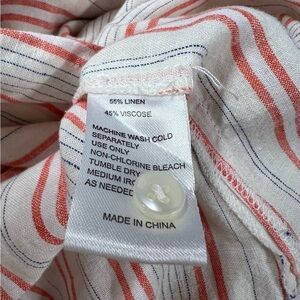 55% LINEN
45% VISCOSE
MACHINE WASH COLD
SEPARATELY
USE ONLY
NON-CHLORINE BLEACH
TUMBLE DRY
MEDIUM IRO
AS NEEDED
MADE IN CHINA